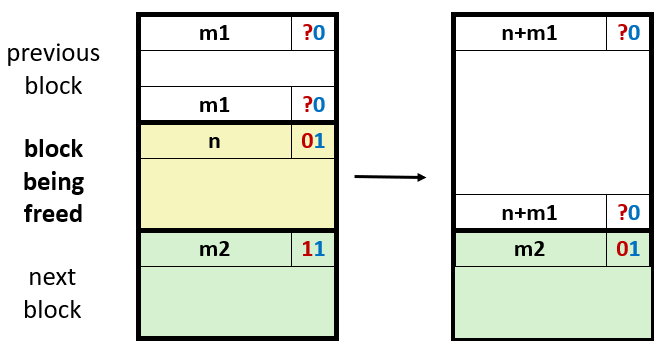 m1 ?0 n+m1 ?0
previous
block
m1 ?0
block n 01
being
freed
n+m1 ?0
m2 11 m2 01
next
block